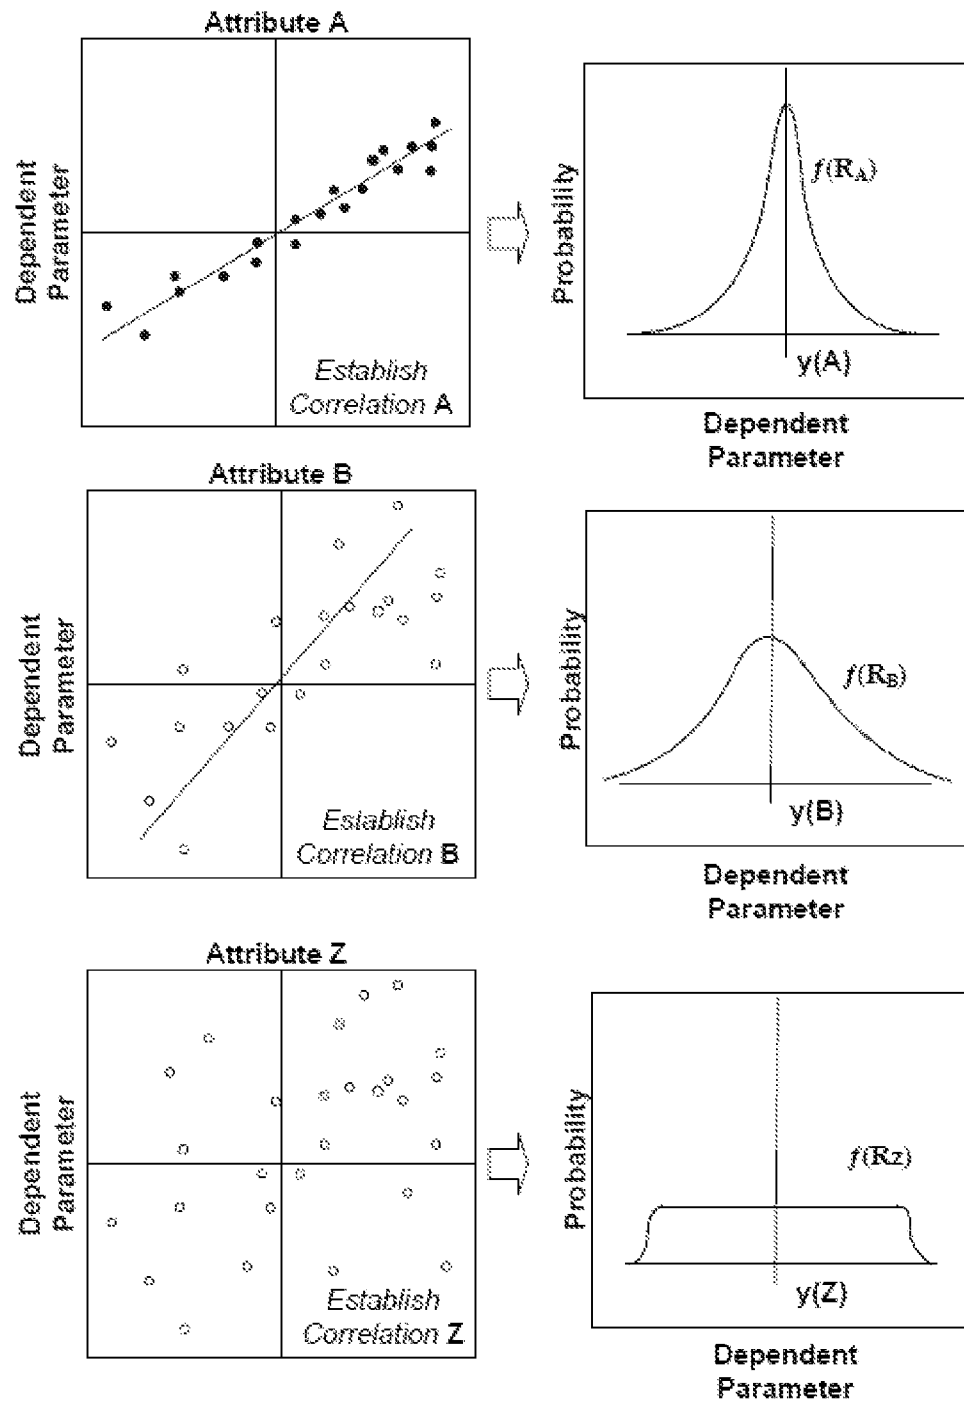 Attribute A
Dependent
Parameter
Establish
Correlation A
Probability
f(RA)
y(A)
Dependent
Parameter
Attribute B
Dependent
Parameter
Establish
Correlation B
Probability
f(RB)
y(B)
Dependent
Parameter
Attribute Z
Dependent
Parameter
Establish
Correlation Z
Probability
f(Rz)
y(Z)
Dependent
Parameter